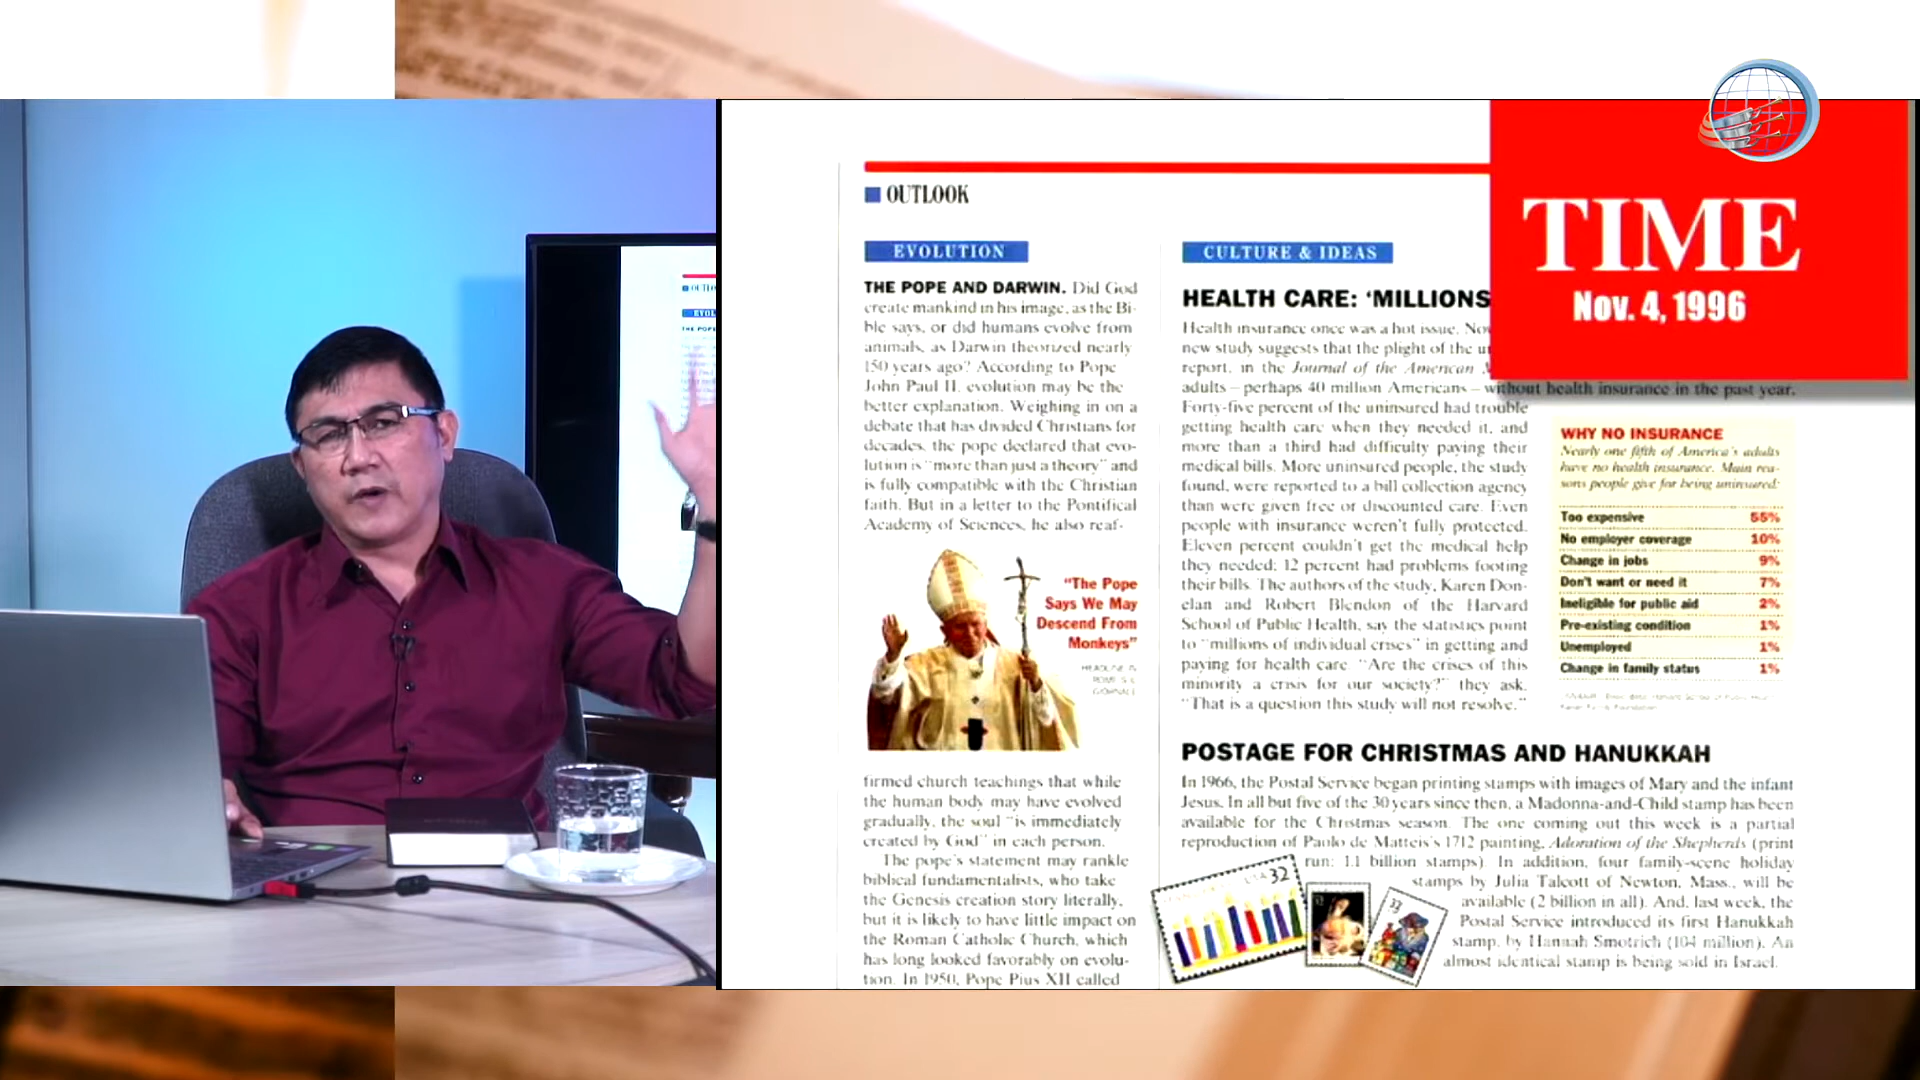 OUTLOOK
EVOLUTION
THE POPE AND DARWIN. Did God
create mankind in his image, as the Bi-
ble says, or did humans evolve from
animals, as Darwin theorized nearly
150 years ago? According to Pope
John Paul II, evolution may be the
better explanation. Weighing in on a
debate that has divided Christians for
decades, the pope declared that evo-
lution is "more than just a theory" and
is fully compatible with the Christian
faith. But in a letter to the Pontifical
Academy of Sciences, he also reaf-
"The Pope
Says We May
Descend From
Monkeys"
HEADLINE IN
ROME'S IL
GIORNALE
firmed church teachings that while
the human body may have evolved
gradually, the soul "is immediately
created by God" in each person.
The pope's statement may rankle
biblical fundamentalists, who take
the Genesis creation story literally,
but it is likely to have little impact on
the Roman Catholic Church, which
has long looked favorably on evolu-
tion. In 1950, Pope Pius XII called
CULTURE & IDEAS
HEALTH CARE: 'MILLIONS
Health insurance once was a hot issue. No
new study suggests that the plight of the
report, in the Journal of the American
adults – perhaps 40 million Americans – without health insurance in the past year.
Forty-five percent of the uninsured had trouble
getting health care when they needed it, and
more than a third had difficulty paying their
medical bills. More uninsured people, the study
found, were reported to a bill collection agency
than were given free or discounted care. Even
people with insurance weren't fully protected.
Eleven percent couldn't get the medical help
they needed; 12 percent had problems footing
their bills. The authors of the study, Karen Don-
elan and Robert Blendon of the Harvard
School of Public Health, say the statistics point
to "millions of individual crises" in getting and
paying for health care. "Are the crises of this
minority a crisis for our society?" they ask.
"That is a question this study will not resolve."
TIME
Nov. 4, 1996
WHY NO INSURANCE
Nearly one fifth of America's adults
have no health insurance. Main rea-
sons people give for being uninsured:
Too expensive 55%
No employer coverage 10%
Change in jobs 9%
Don't want or need it 7%
Ineligible for public aid 2%
Pre-existing condition 1%
Unemployed 1%
Change in family status 1%
POSTAGE FOR CHRISTMAS AND HANUKKAH
In 1966, the Postal Service began printing stamps with images of Mary and the infant
Jesus. In all but five of the 30 years since then, a Madonna-and-Child stamp has been
available for the Christmas season. The one coming out this week is a partial
reproduction of Paolo de Matteis's 1712 painting, Adoration of the Shepherds (print
run: 1.1 billion stamps). In addition, four family-scene holiday
stamps by Julia Talcott of Newton, Mass., will be
available (2 billion in all). And, last week, the
Postal Service introduced its first Hanukkah
stamp, by Hannah Smotrich (104 million). An
almost identical stamp is being sold in Israel.
USA 32